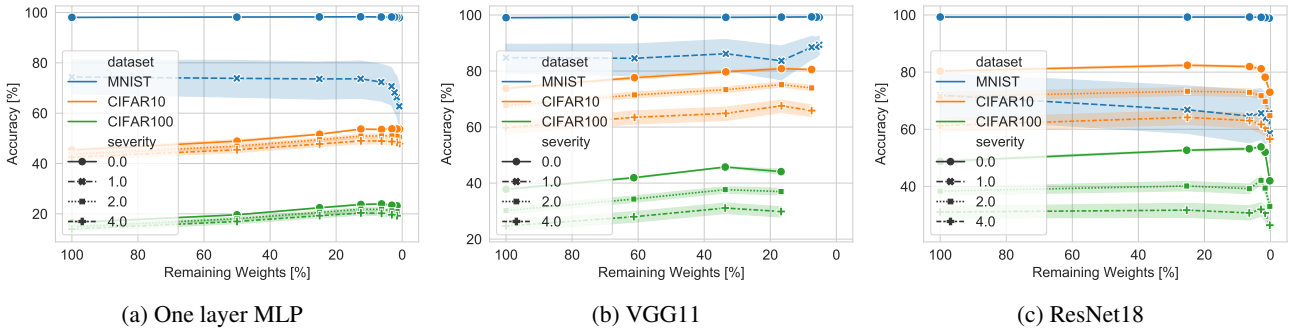 100
80
60
40
20
Accuracy [%]
dataset
MNIST
CIFAR10
CIFAR100
severity
0.0
1.0
2.0
4.0
100 80 60 40 20 0
Remaining Weights [%]
(a) One layer MLP
100
80
60
40
20
Accuracy [%]
dataset
MNIST
CIFAR10
CIFAR100
severity
0.0
1.0
2.0
4.0
100 80 60 40 20 0
Remaining Weights [%]
(b) VGG11
100
80
60
40
Accuracy [%]
dataset
MNIST
CIFAR10
CIFAR100
severity
0.0
1.0
2.0
4.0
100 80 60 40 20 0
Remaining Weights [%]
(c) ResNet18